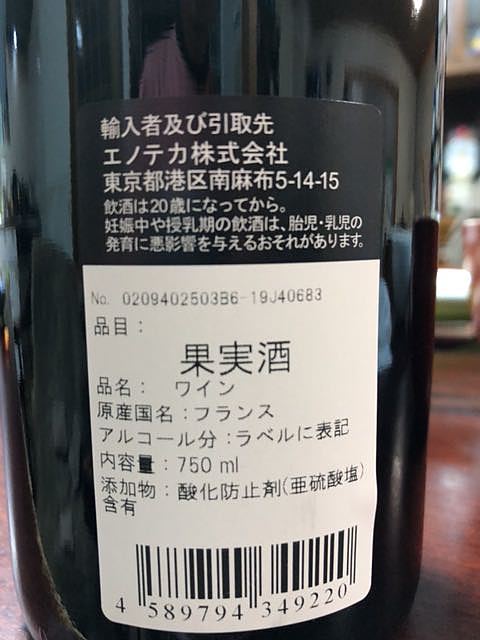 輸入者及び引取先
エノテカ株式会社
東京都港区南麻布5-14-15
飲酒は20歳になってから。
妊娠中や授乳期の飲酒は、胎児・乳児の
発育に悪影響を与えるおそれがあります。
No. 0209402503B6-19J40683
品目：
果実酒
品名： ワイン
原産国名：フランス
アルコール分：ラベルに表記
内容量：750 ml
添加物：酸化防止剤(亜硫酸塩)
含有
4 589794 349220